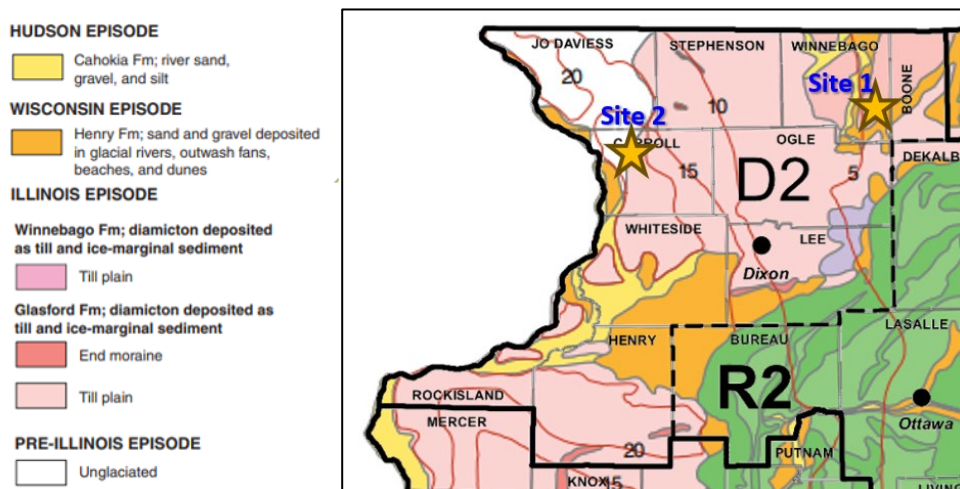 HUDSON EPISODE
Cahokia Fm; river sand,
gravel, and silt
WISCONSIN EPISODE
Henry Fm; sand and gravel deposited
in glacial rivers, outwash fans,
beaches, and dunes
ILLINOIS EPISODE
Winnebago Fm; diamicton deposited
as till and ice-marginal sediment
Till plain
Glasford Fm; diamicton deposited as
till and ice-marginal sediment
End moraine
Till plain
PRE-ILLINOIS EPISODE
Unglaciated
JO DAVIESS
STEPHENSON
WINNEBAGO
BOONE
20
10
Site 1
Site 2
CARROLL
OGLE
DEKALB
15
D2
5
WHITESIDE
LEE
Dixon
HENRY
BUREAU
LASALLE
R2
ROCKISLAND
MERCER
Ottawa
20
PUTNAM
KNOX
15